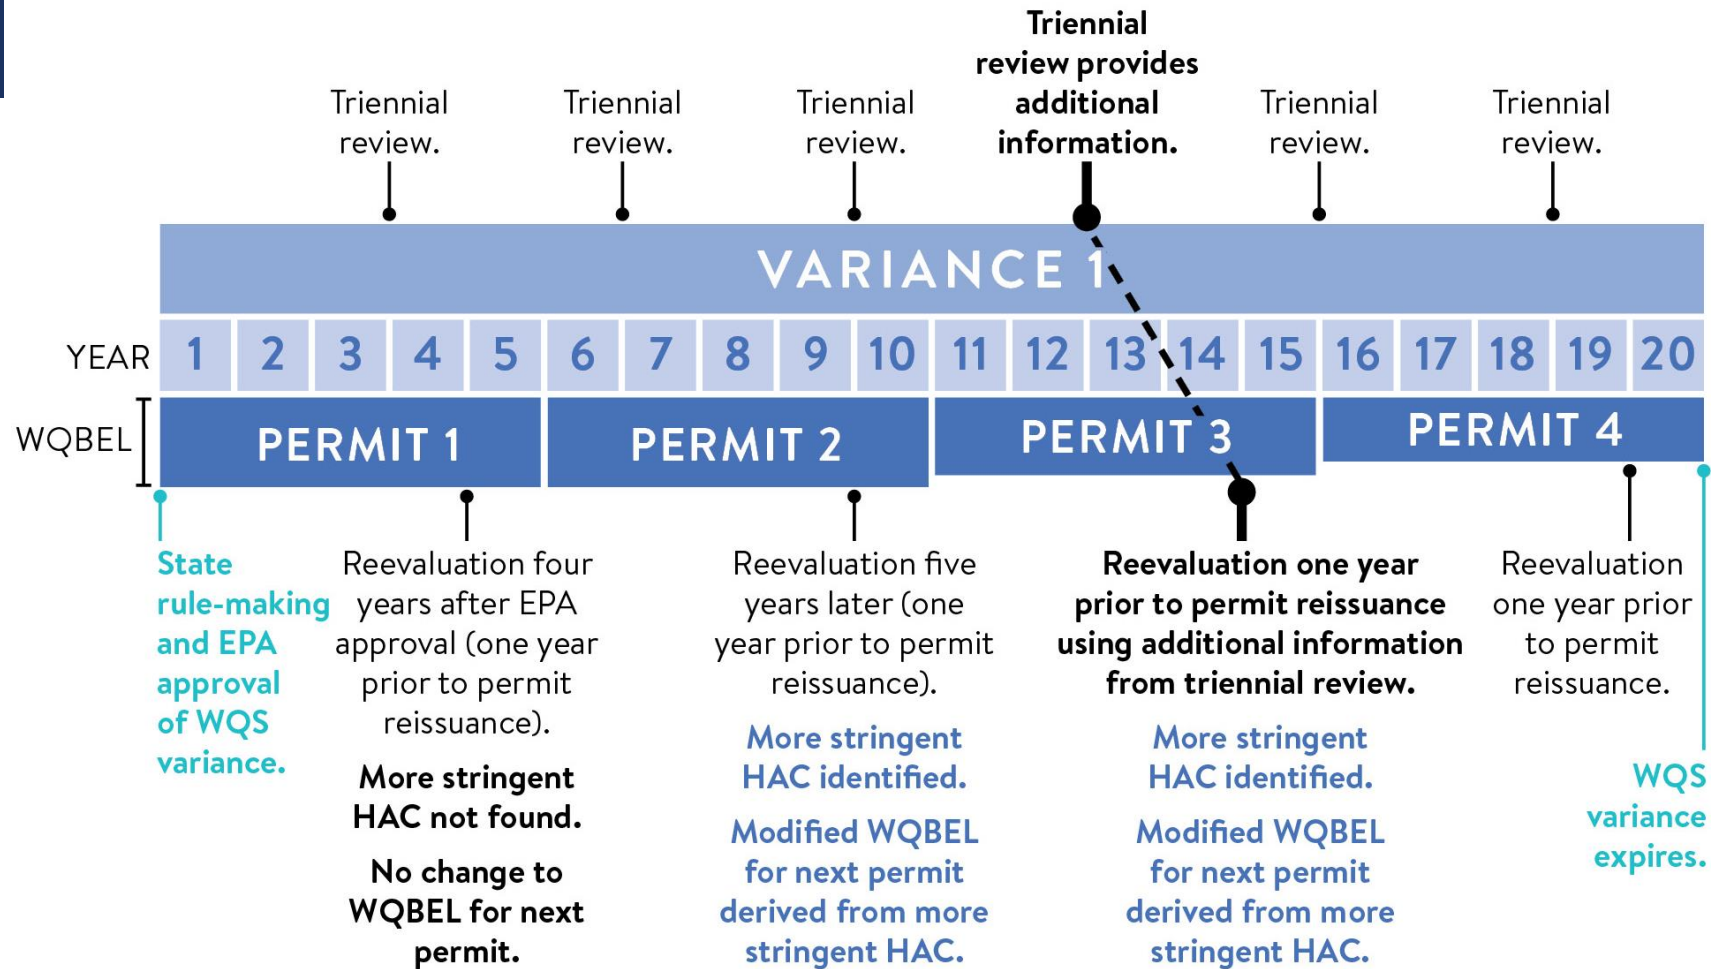 Triennial
review.
Triennial
review.
Triennial
review.
Triennial
review provides
additional
information.
Triennial
review.
Triennial
review.
VARIANCE 1
YEAR 1 2 3 4 5 6 7 8 9 10 11 12 13 14 15 16 17 18 19 20
WQBEL PERMIT 1 PERMIT 2 PERMIT 3 PERMIT 4
State
rule-making
and EPA
approval
of WQS
variance.
Reevaluation four
years after EPA
approval (one year
prior to permit
reissuance).
More stringent
HAC not found.
No change to
WQBEL for next
permit.
Reevaluation five
years later (one
year prior to permit
reissuance).
More stringent
HAC identified.
Modified WQBEL
for next permit
derived from more
stringent HAC.
Reevaluation one year
prior to permit reissuance
using additional information
from triennial review.
More stringent
HAC identified.
Modified WQBEL
for next permit
derived from more
stringent HAC.
Reevaluation
one year prior
to permit
reissuance.
WQS
variance
expires.